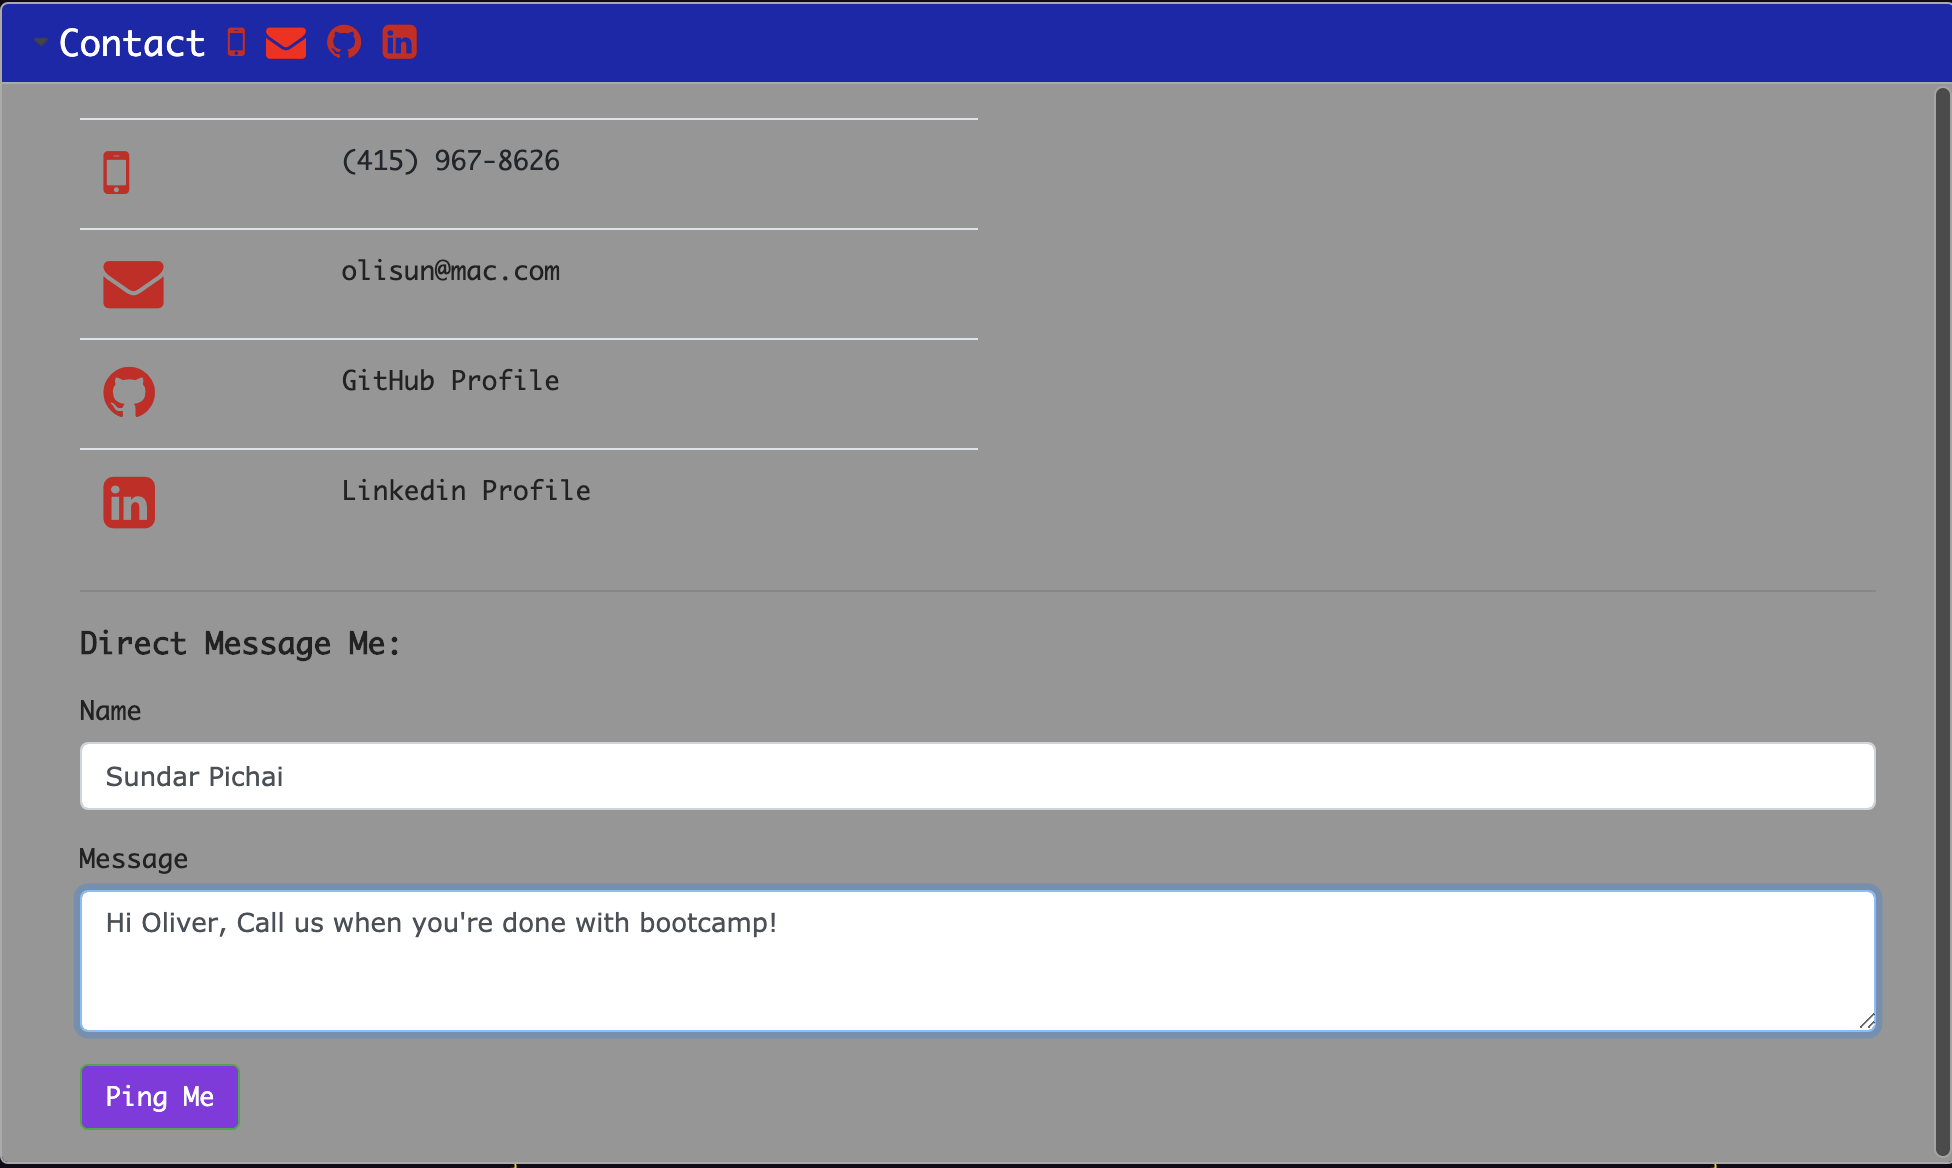 Contact
(415) 967-8626
olisun@mac.com
GitHub Profile
Linkedin Profile
Direct Message Me:
Name
Sundar Pichai
Message
Hi Oliver, Call us when you're done with bootcamp!
Ping Me